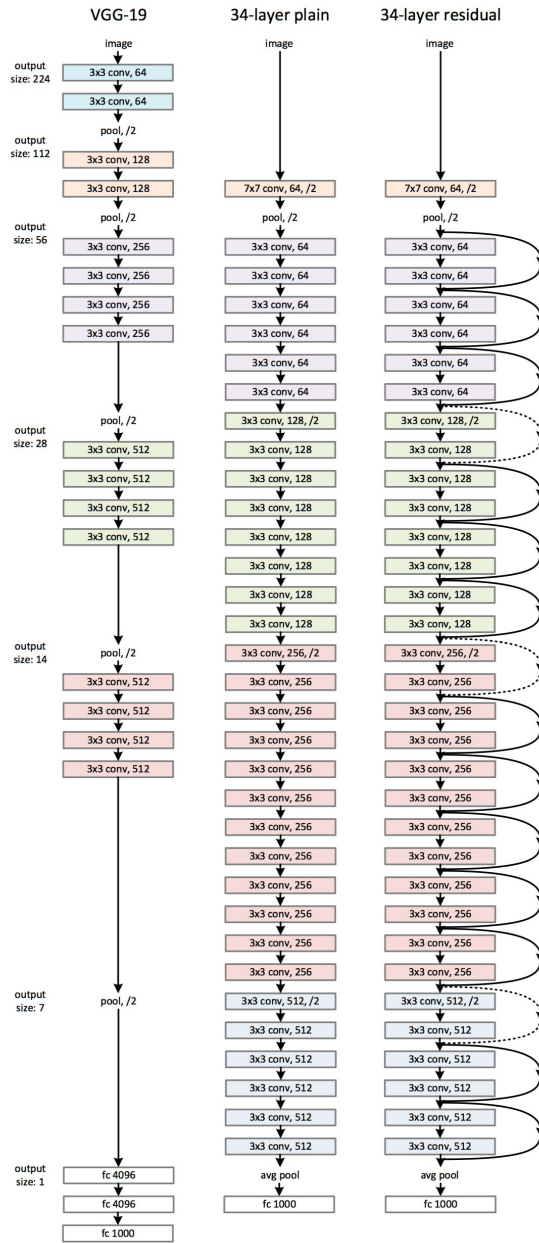 output
size: 224
output
size: 112
output
size: 56
output
size: 28
output
size: 14
output
size: 7
output
size: 1
VGG-19
image
3x3 conv, 64
3x3 conv, 64
pool, /2
3x3 conv, 128
3x3 conv, 128
pool, /2
3x3 conv, 256
3x3 conv, 256
3x3 conv, 256
3x3 conv, 256
pool, /2
3x3 conv, 512
3x3 conv, 512
3x3 conv, 512
3x3 conv, 512
pool, /2
3x3 conv, 512
3x3 conv, 512
3x3 conv, 512
3x3 conv, 512
pool, /2
fc 4096
fc 4096
fc 1000
34-layer plain
image
7x7 conv, 64, /2
pool, /2
3x3 conv, 64
3x3 conv, 64
3x3 conv, 64
3x3 conv, 64
3x3 conv, 64
3x3 conv, 64
3x3 conv, 128, /2
3x3 conv, 128
3x3 conv, 128
3x3 conv, 128
3x3 conv, 128
3x3 conv, 128
3x3 conv, 128
3x3 conv, 128
3x3 conv, 256, /2
3x3 conv, 256
3x3 conv, 256
3x3 conv, 256
3x3 conv, 256
3x3 conv, 256
3x3 conv, 256
3x3 conv, 256
3x3 conv, 256
3x3 conv, 256
3x3 conv, 256
3x3 conv, 256
3x3 conv, 512, /2
3x3 conv, 512
3x3 conv, 512
3x3 conv, 512
3x3 conv, 512
3x3 conv, 512
avg pool
fc 1000
34-layer residual
image
7x7 conv, 64, /2
pool, /2
3x3 conv, 64
3x3 conv, 64
3x3 conv, 64
3x3 conv, 64
3x3 conv, 64
3x3 conv, 64
3x3 conv, 128, /2
3x3 conv, 128
3x3 conv, 128
3x3 conv, 128
3x3 conv, 128
3x3 conv, 128
3x3 conv, 128
3x3 conv, 128
3x3 conv, 256, /2
3x3 conv, 256
3x3 conv, 256
3x3 conv, 256
3x3 conv, 256
3x3 conv, 256
3x3 conv, 256
3x3 conv, 256
3x3 conv, 256
3x3 conv, 256
3x3 conv, 256
3x3 conv, 256
3x3 conv, 512, /2
3x3 conv, 512
3x3 conv, 512
3x3 conv, 512
3x3 conv, 512
3x3 conv, 512
avg pool
fc 1000